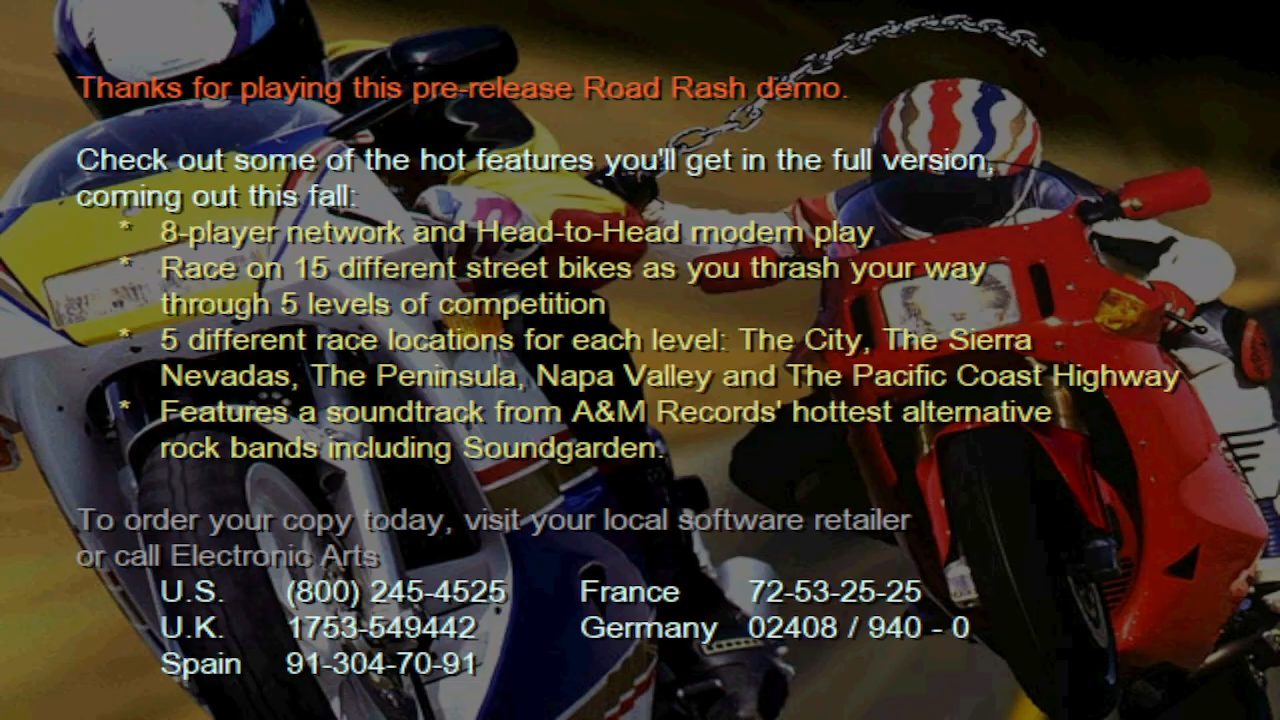 Thanks for playing this pre-release Road Rash demo.
Check out some of the hot features you'll get in the full version,
coming out this fall:
* 8-player network and Head-to-Head modem play
* Race on 15 different street bikes as you thrash your way
through 5 levels of competition
* 5 different race locations for each level: The City, The Sierra
Nevadas, The Peninsula, Napa Valley and The Pacific Coast Highway
* Features a soundtrack from A&M Records' hottest alternative
rock bands including Soundgarden.
To order your copy today, visit your local software retailer
or call Electronic Arts
U.S. (800) 245-4525 France 72-53-25-25
U.K. 1753-549442 Germany 02408 / 940 - 0
Spain 91-304-70-91